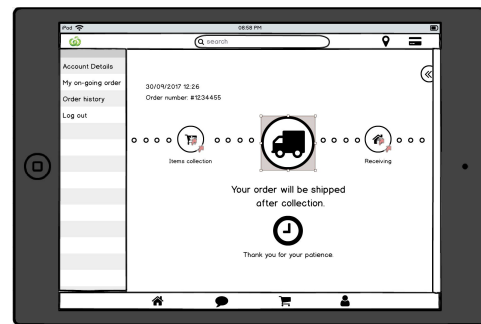 iPad 08:58 PM
search
Account Details
My on-going order
Order history
Log out
30/09/2017 12.26
Order number: #1234455
Items collection
Receiving
Your order will be shipped
after collection.
Thank you for your patience.